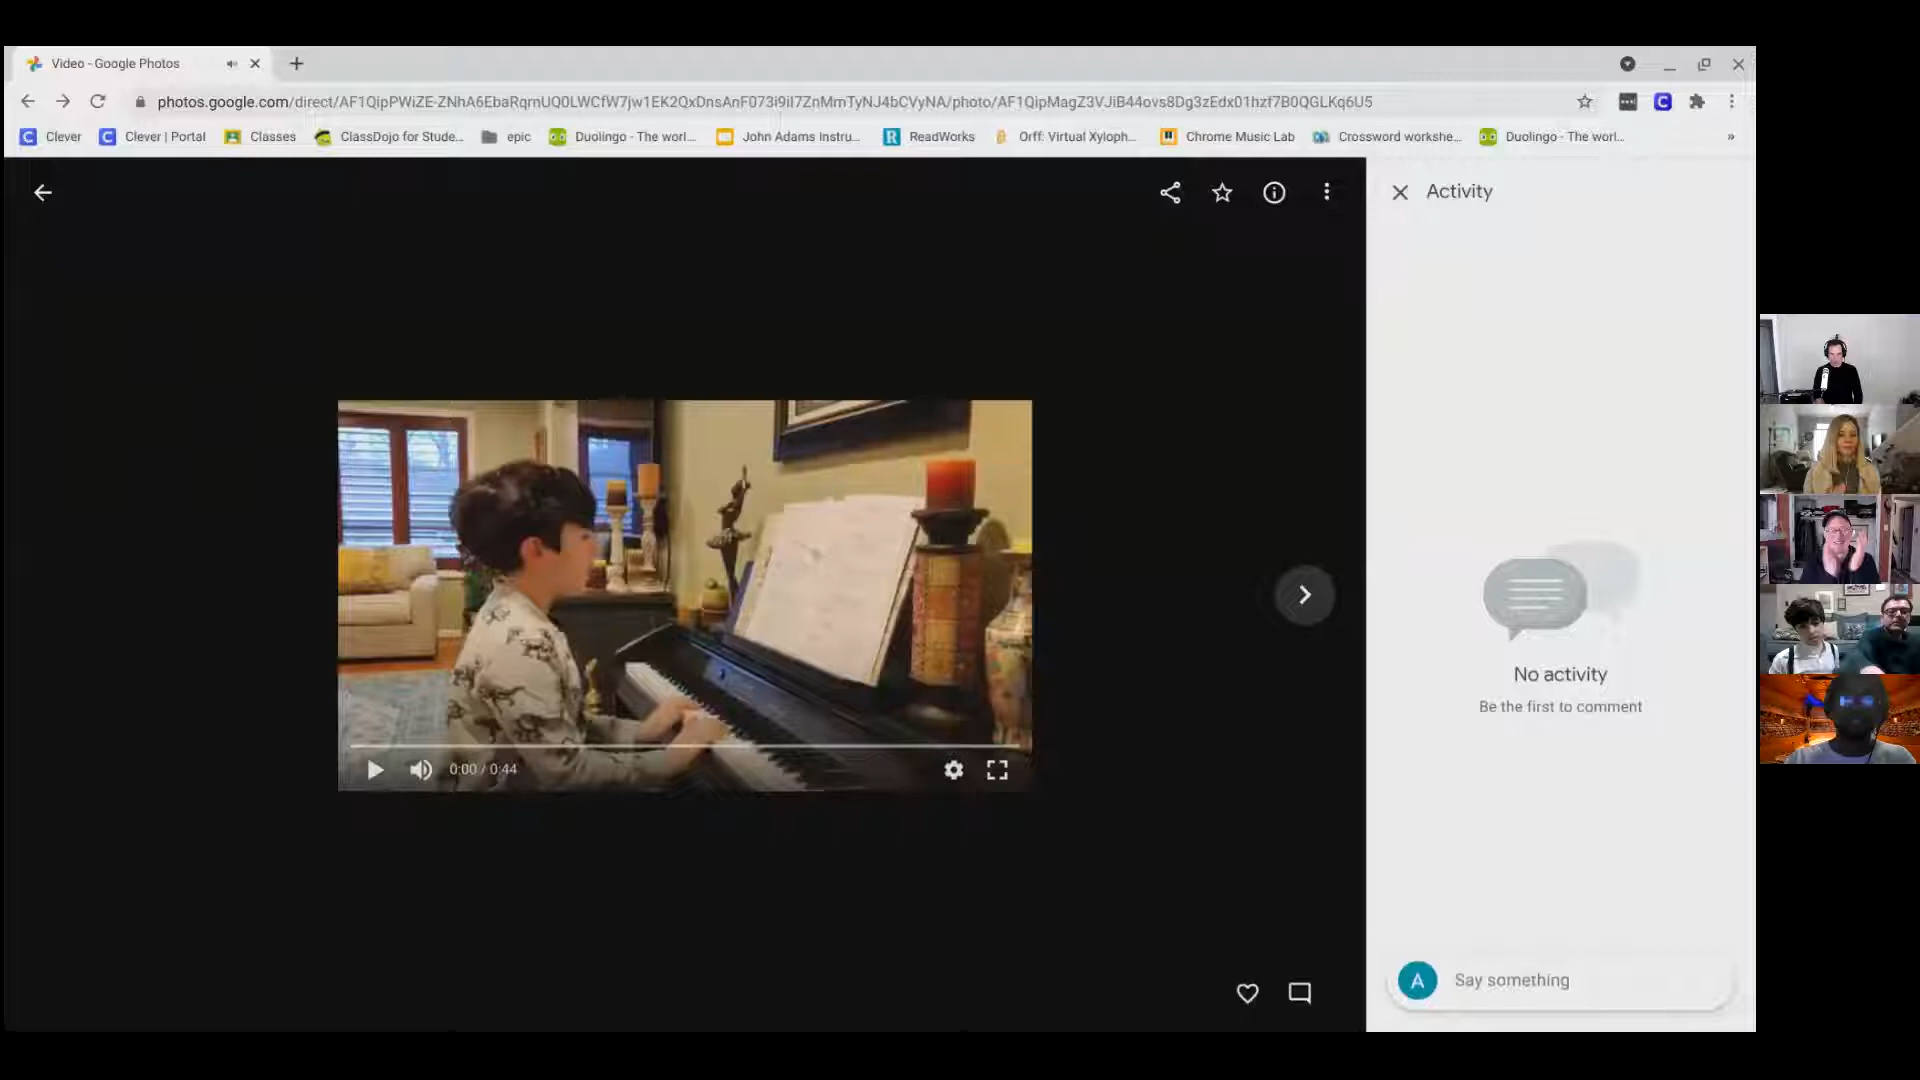 Video - Google Photos
photos.google.com/direct/AF1QipPWiZE-ZNhA6EbaRqmUQ0LWCfW7jw1EK2QxDnsAnF073i9iI7ZnMmTyNJ4bCVyNA/photo/AF1QipMagZ3VJiB44ovs8Dg3zEdx01hzf7B0QGLKq6U5
C Clever C Clever | Portal Classes ClassDojo for Stude... epic Duolingo - The worl... John Adams Instru... R ReadWorks Orff: Virtual Xyloph... Chrome Music Lab Crossword workshe... Duolingo - The worl... »
Activity
No activity
Be the first to comment
0:00 / 0:44
A Say something